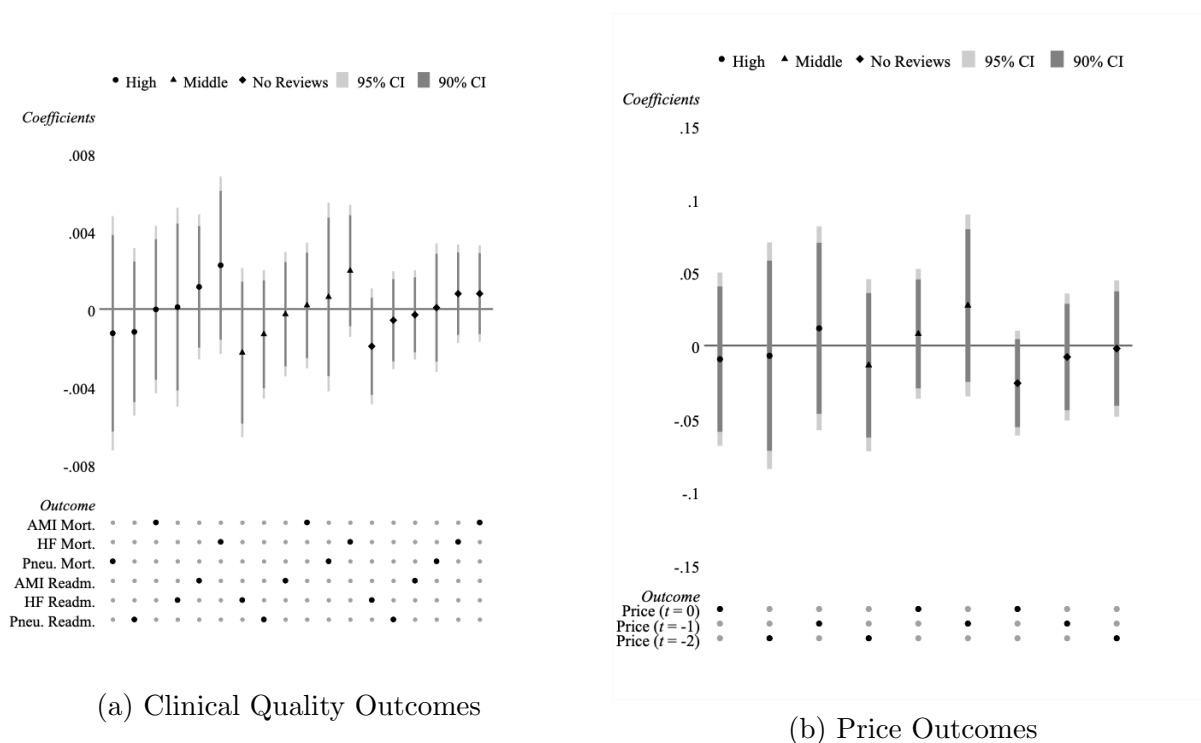 High Middle No Reviews 95% CI 90% CI
Coefficients
.008
.004
0
-.004
-.008
Outcome
AMI Mort.
HF Mort.
Pneu. Mort.
AMI Readm.
HF Readm.
Pneu. Readm.
(a) Clinical Quality Outcomes
High Middle No Reviews 95% CI 90% CI
Coefficients
.15
.1
.05
0
-.05
-.1
-.15
Outcome
Price (t = 0)
Price (t = -1)
Price (t = -2)
(b) Price Outcomes